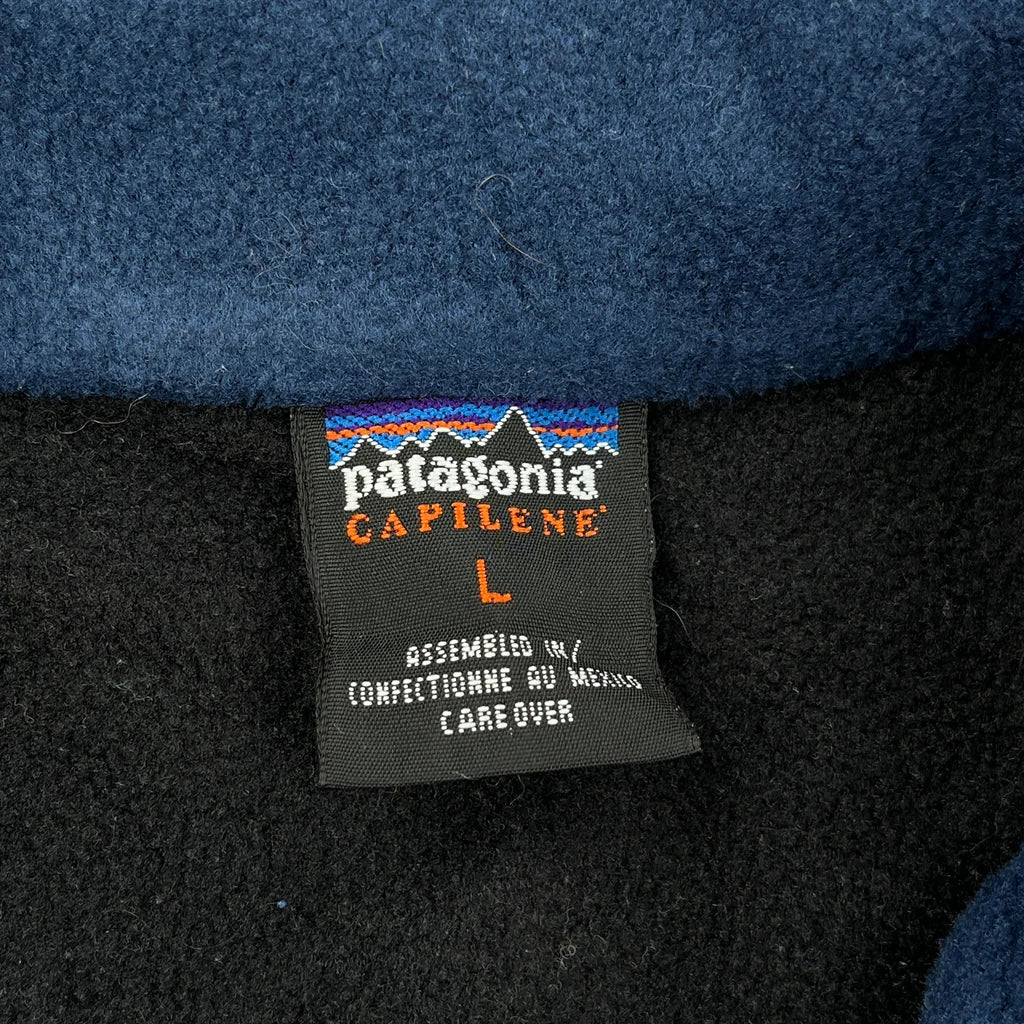 patagonia®
CAPILENE®
L
ASSEMBLED IN/
CONFECTIONNE AU MEXICO
CARE OVER